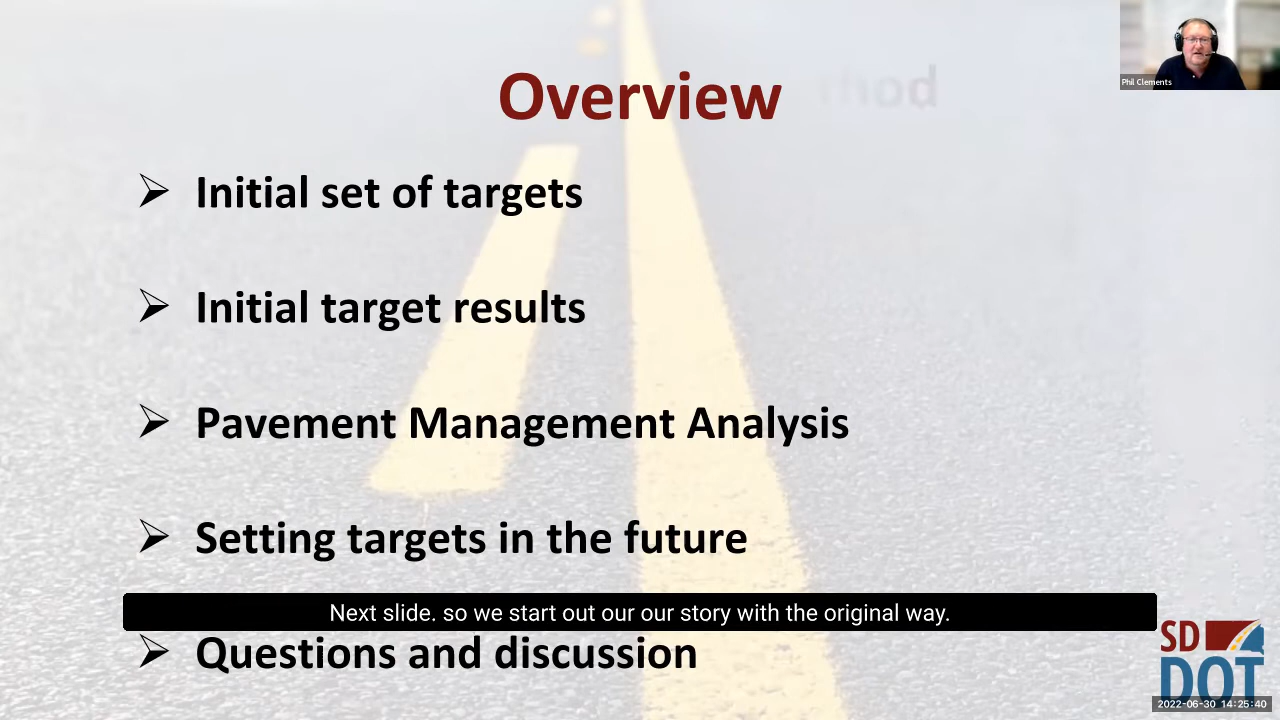 Overview
Phil Clements
Initial set of targets
Initial target results
Pavement Management Analysis
Setting targets in the future
Next slide. so we start out our our story with the original way.
Questions and discussion
SD
DOT
2022-06-30 14:25:40